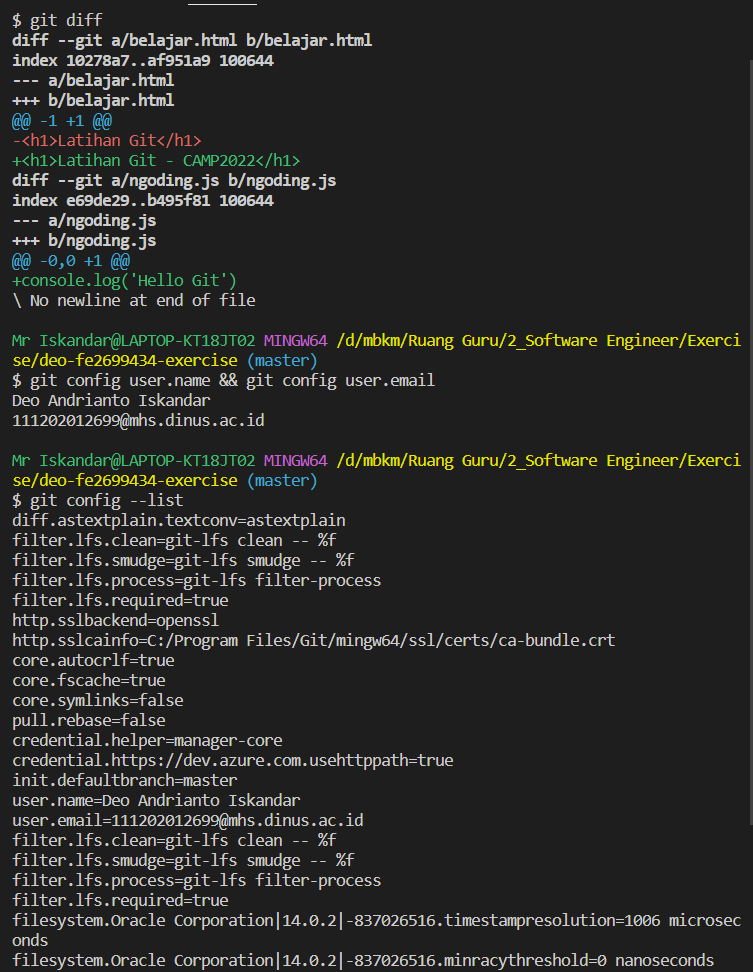 $ git diff
diff --git a/belajar.html b/belajar.html
index 10278a7..af951a9 100644
--- a/belajar.html
+++ b/belajar.html
@@ -1 +1 @@
-<h1>Latihan Git</h1>
+<h1>Latihan Git - CAMP2022</h1>
diff --git a/ngoding.js b/ngoding.js
index e69de29..b495f81 100644
--- a/ngoding.js
+++ b/ngoding.js
@@ -0,0 +1 @@
+console.log('Hello Git')
\ No newline at end of file
Mr Iskandar@LAPTOP-KT18JT02 MINGW64 /d/mbkm/Ruang Guru/2_Software Engineer/Exerci
se/deo-fe2699434-exercise (master)
$ git config user.name && git config user.email
Deo Andrianto Iskandar
111202012699@mhs.dinus.ac.id
Mr Iskandar@LAPTOP-KT18JT02 MINGW64 /d/mbkm/Ruang Guru/2_Software Engineer/Exerci
se/deo-fe2699434-exercise (master)
$ git config --list
diff.astextplain.textconv=astextplain
filter.lfs.clean=git-lfs clean -- %f
filter.lfs.smudge=git-lfs smudge -- %f
filter.lfs.process=git-lfs filter-process
filter.lfs.required=true
http.sslbackend=openssl
http.sslcainfo=C:/Program Files/Git/mingw64/ssl/certs/ca-bundle.crt
core.autocrlf=true
core.fscache=true
core.symlinks=false
pull.rebase=false
credential.helper=manager-core
credential.https://dev.azure.com.usehttppath=true
init.defaultbranch=master
user.name=Deo Andrianto Iskandar
user.email=111202012699@mhs.dinus.ac.id
filter.lfs.clean=git-lfs clean -- %f
filter.lfs.smudge=git-lfs smudge -- %f
filter.lfs.process=git-lfs filter-process
filter.lfs.required=true
filesystem.Oracle Corporation|14.0.2|-837026516.timestampresolution=1006 microsec
onds
filesystem.Oracle Corporation|14.0.2|-837026516.minracythreshold=0 nanoseconds